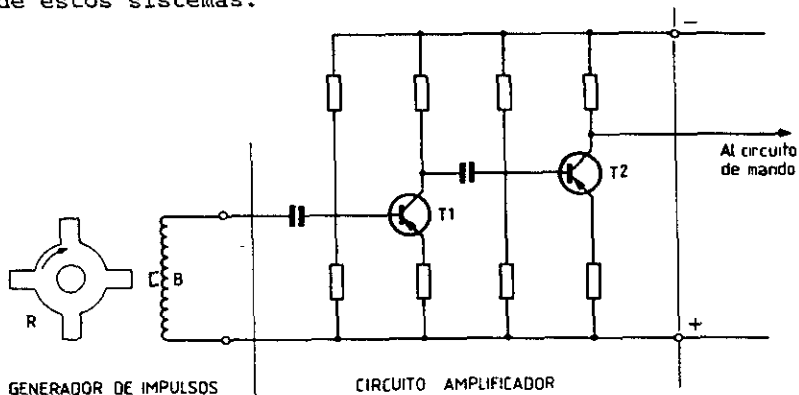 de estos sistemas.
−
Al circuito
de mando
T1
T2
B
R
+
GENERADOR DE IMPULSOS
CIRCUITO AMPLIFICADOR